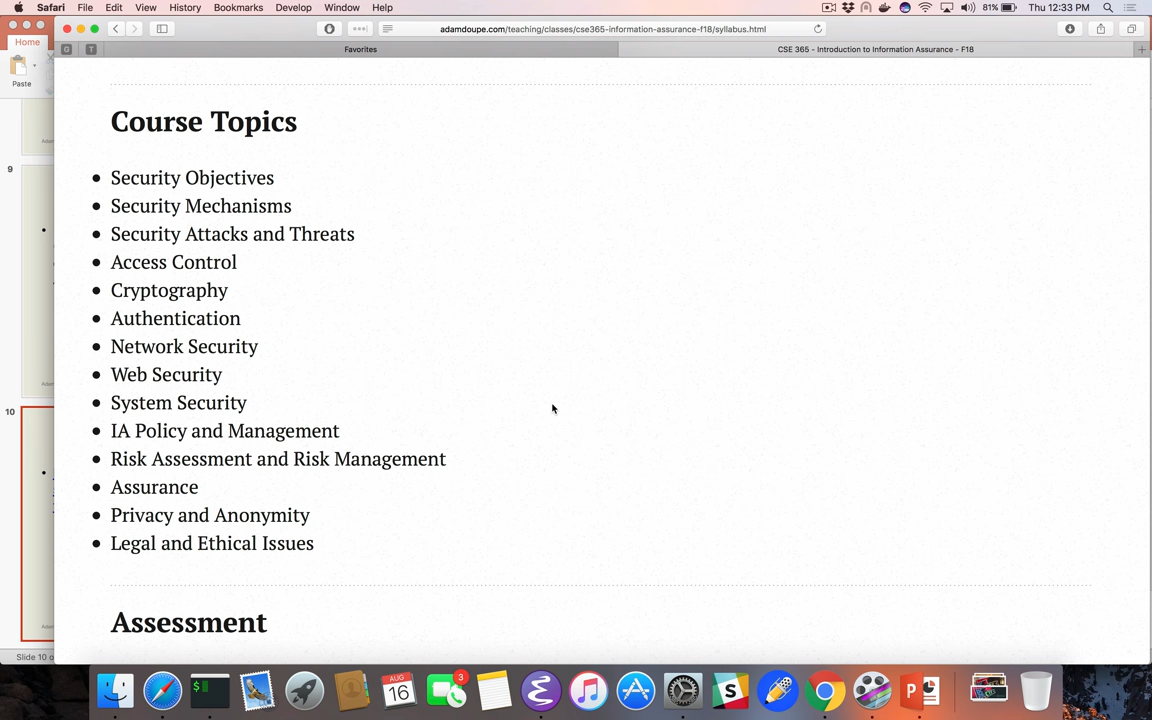 Safari File Edit View History Bookmarks Develop Window Help 81% Thu 12:33 PM
adamdoupe.com/teaching/classes/cse365-information-assurance-f18/syllabus.html
Home
G T Favorites CSE 365 - Introduction to Information Assurance - F18
Paste
Course Topics
Security Objectives
Security Mechanisms
Security Attacks and Threats
Access Control
Cryptography
Authentication
Network Security
Web Security
System Security
IA Policy and Management
Risk Assessment and Risk Management
Assurance
Privacy and Anonymity
Legal and Ethical Issues
Assessment
Adam
9
Adam
10
Adam
Slide 10 o
AUG
16
3
$
S
P